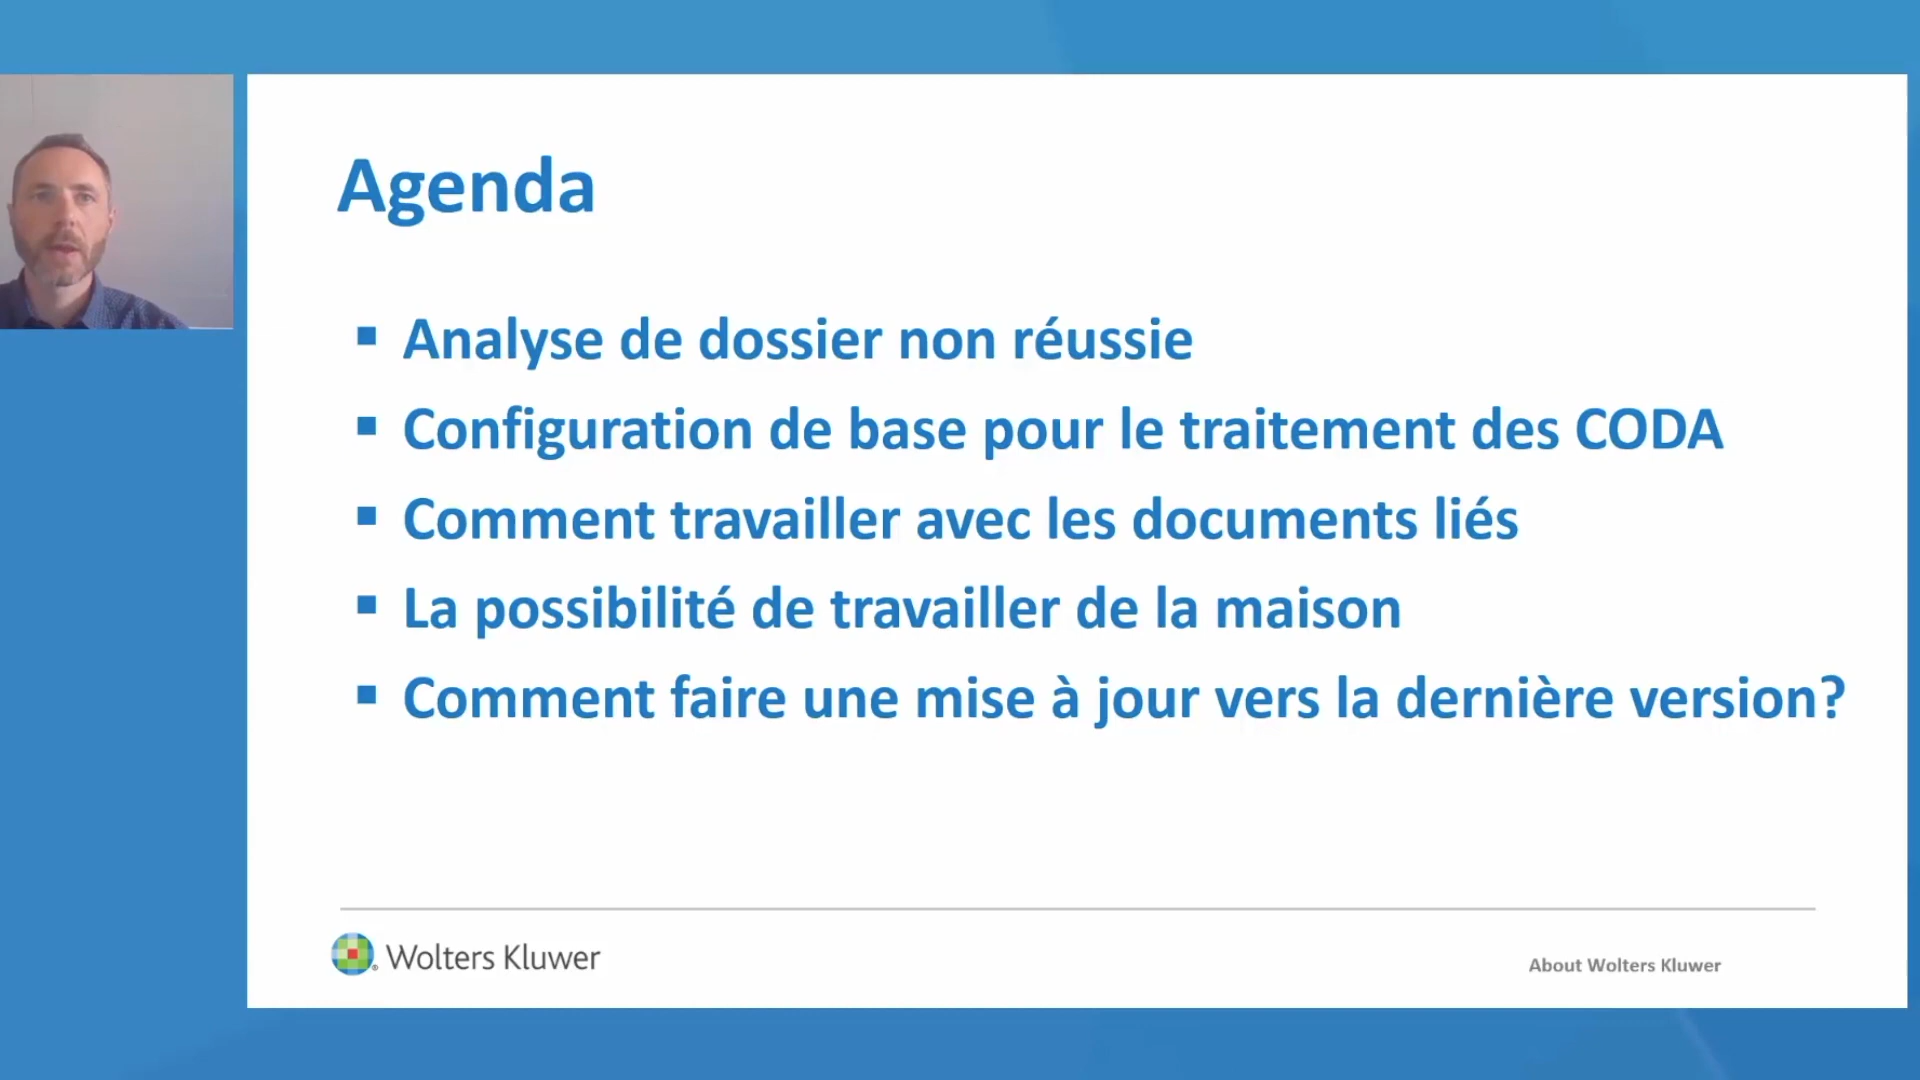 Agenda
▪ Analyse de dossier non réussie
▪ Configuration de base pour le traitement des CODA
▪ Comment travailler avec les documents liés
▪ La possibilité de travailler de la maison
▪ Comment faire une mise à jour vers la dernière version?
Wolters Kluwer
About Wolters Kluwer